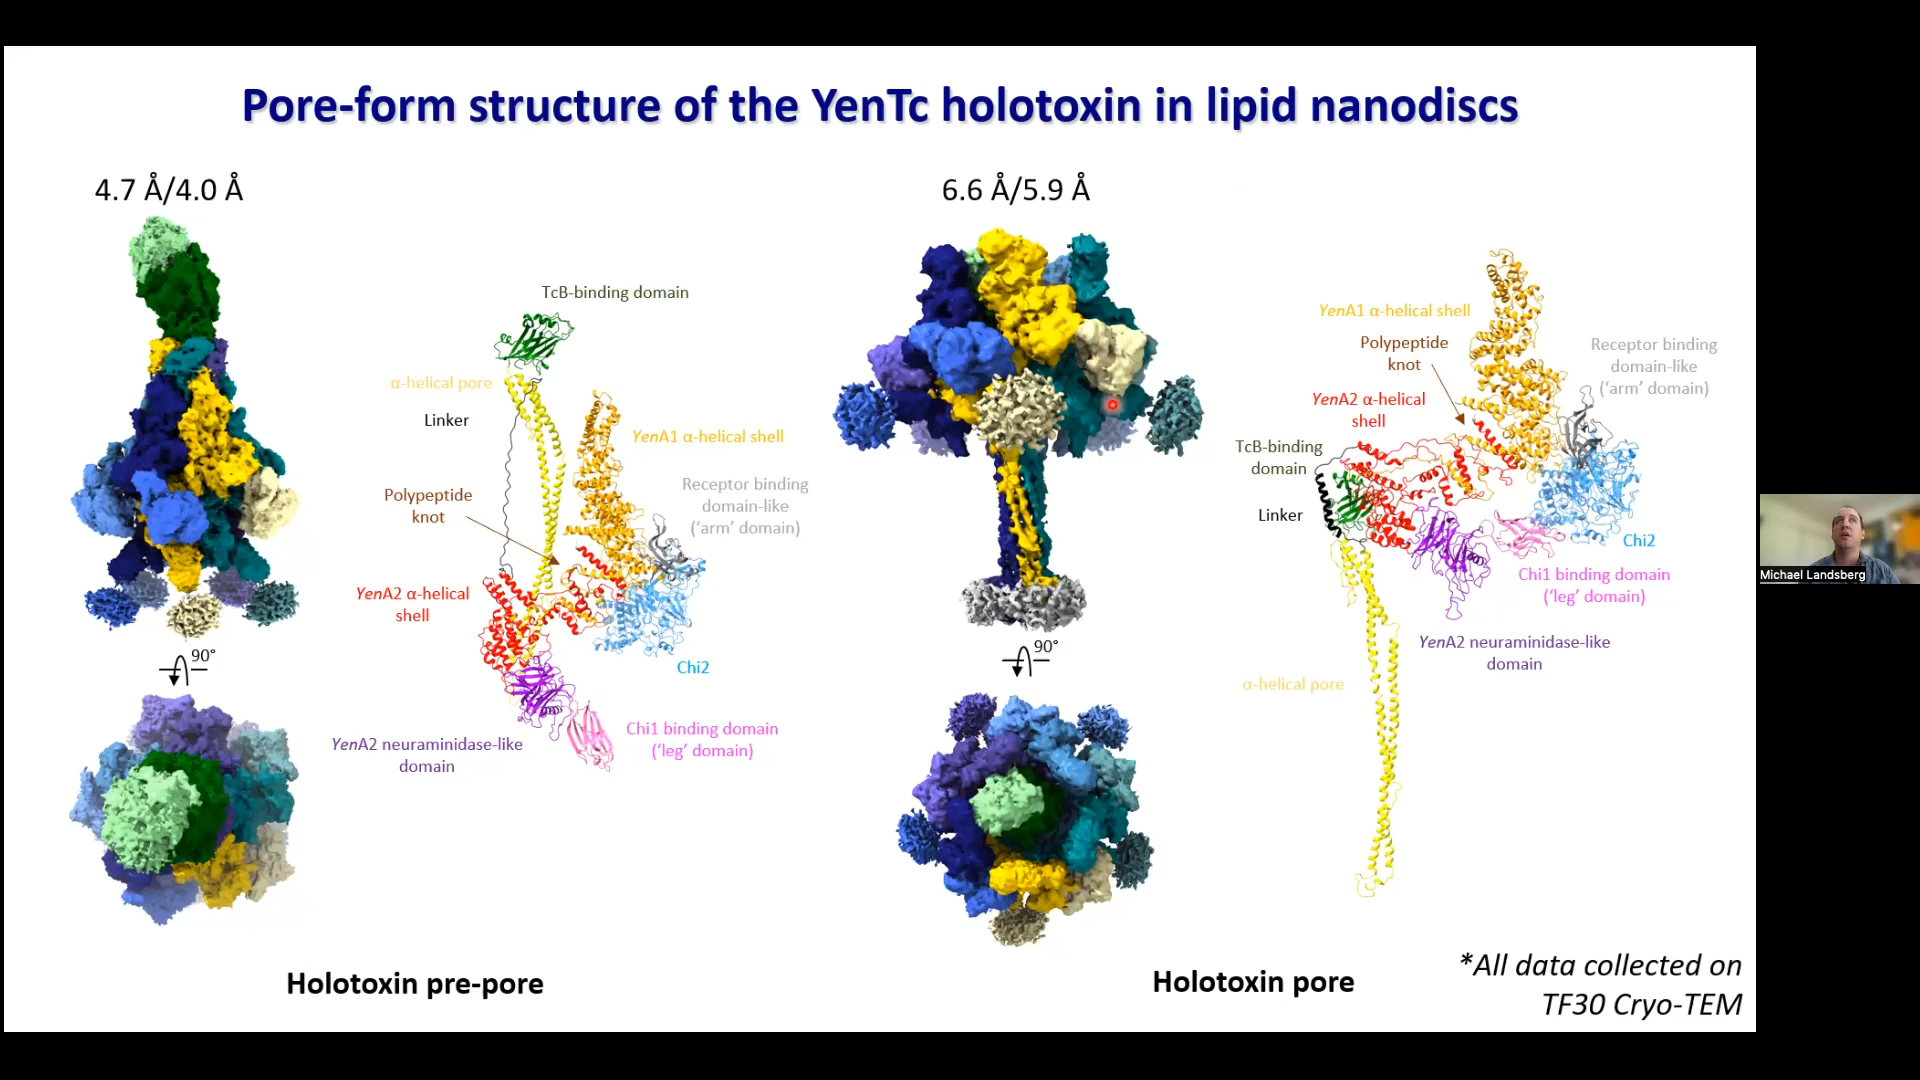 Pore-form structure of the YenTc holotoxin in lipid nanodiscs
4.7 Å/4.0 Å
90°
TcB-binding domain
α-helical pore
Linker
YenA1 α-helical shell
Receptor binding
domain-like
('arm' domain)
Polypeptide
knot
YenA2 α-helical
shell
Chi2
Chi1 binding domain
('leg' domain)
YenA2 neuraminidase-like
domain
Holotoxin pre-pore
6.6 Å/5.9 Å
90°
YenA1 α-helical shell
Polypeptide
knot
Receptor binding
domain-like
('arm' domain)
YenA2 α-helical
shell
TcB-binding
domain
Linker
Chi2
Chi1 binding domain
('leg' domain)
YenA2 neuraminidase-like
domain
α-helical pore
Holotoxin pore
*All data collected on
TF30 Cryo-TEM
Michael Landsberg